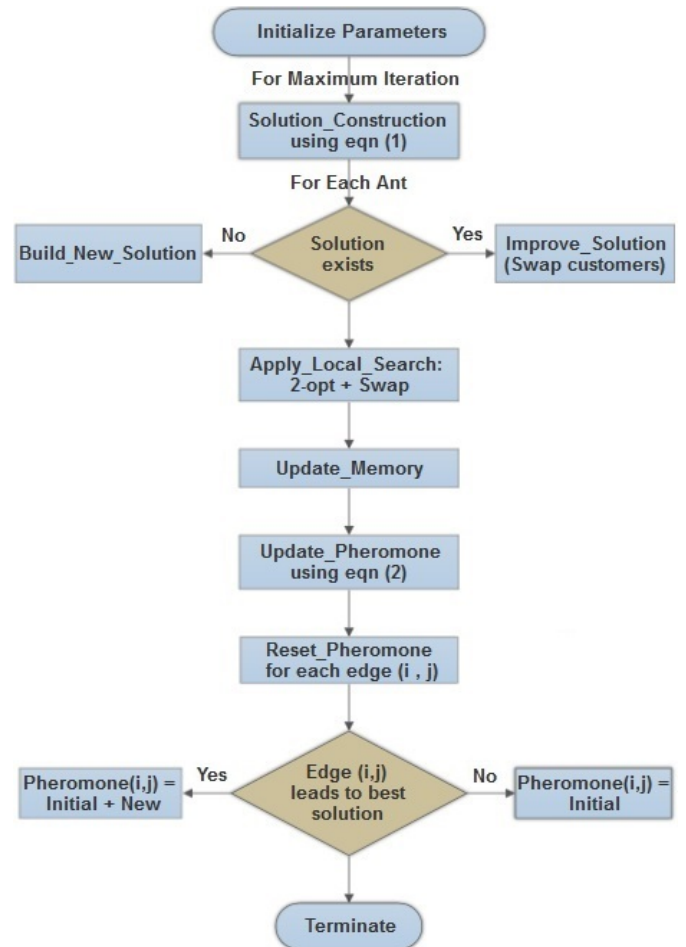 Initialize Parameters
For Maximum Iteration
Solution_Construction
using eqn (1)
For Each Ant
No
Yes
Build_New_Solution
Solution
exists
Improve_Solution
(Swap customers)
Apply_Local_Search:
2-opt + Swap
Update_Memory
Update_Pheromone
using eqn (2)
Reset_Pheromone
for each edge (i , j)
Yes
No
Pheromone(i,j) =
Initial + New
Edge (i,j)
leads to best
solution
Pheromone(i,j) =
Initial
Terminate